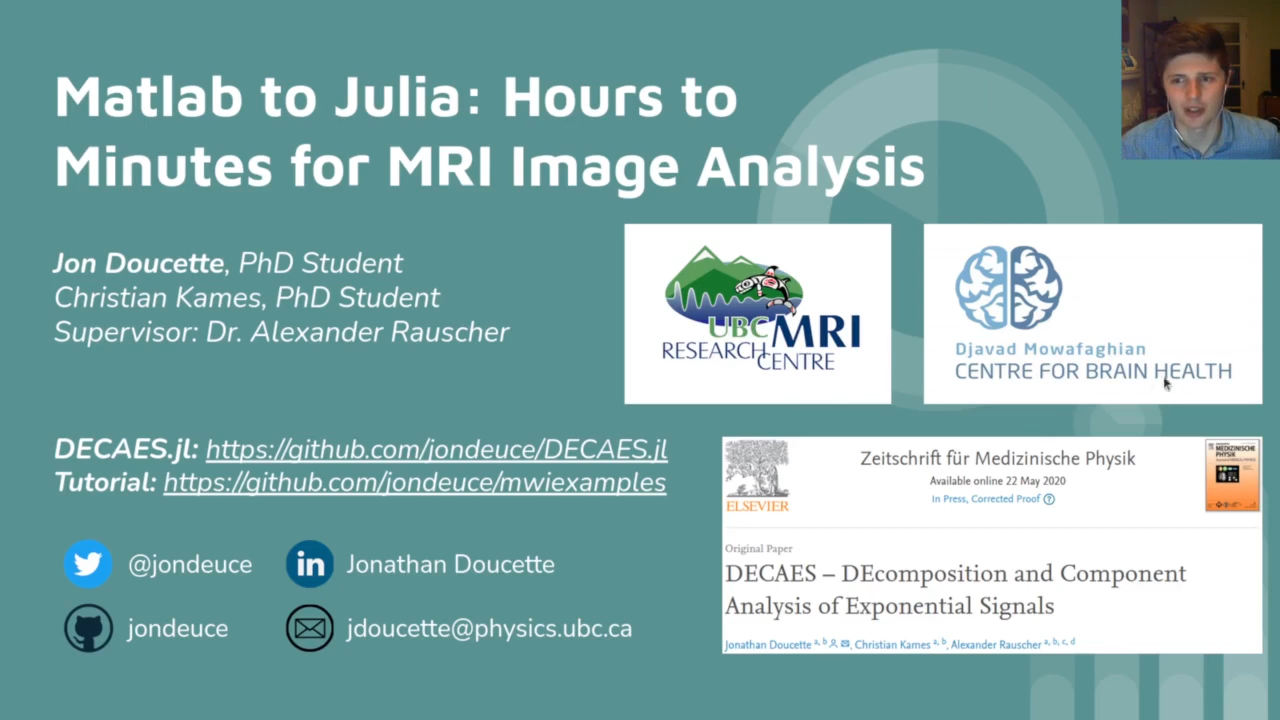 Matlab to Julia: Hours to
Minutes for MRI Image Analysis
Jon Doucette, PhD Student
Christian Kames, PhD Student
Supervisor: Dr. Alexander Rauscher
UBC MRI
RESEARCH
CENTRE
Djavad Mowafaghian
CENTRE FOR BRAIN HEALTH
DECAES.jl: https://github.com/jondeuce/DECAES.jl
Tutorial: https://github.com/jondeuce/mwiexamples
@jondeuce
Jonathan Doucette
jondeuce
jdoucette@physics.ubc.ca
ELSEVIER
Zeitschrift für Medizinische Physik
Available online 22 May 2020
In Press, Corrected Proof ?
MEDIZINISCHE
PHYSIK
Original Paper
DECAES – DEcomposition and Component
Analysis of Exponential Signals
Jonathan Doucette a, b, Christian Kames a, b, Alexander Rauscher a, b, c, d